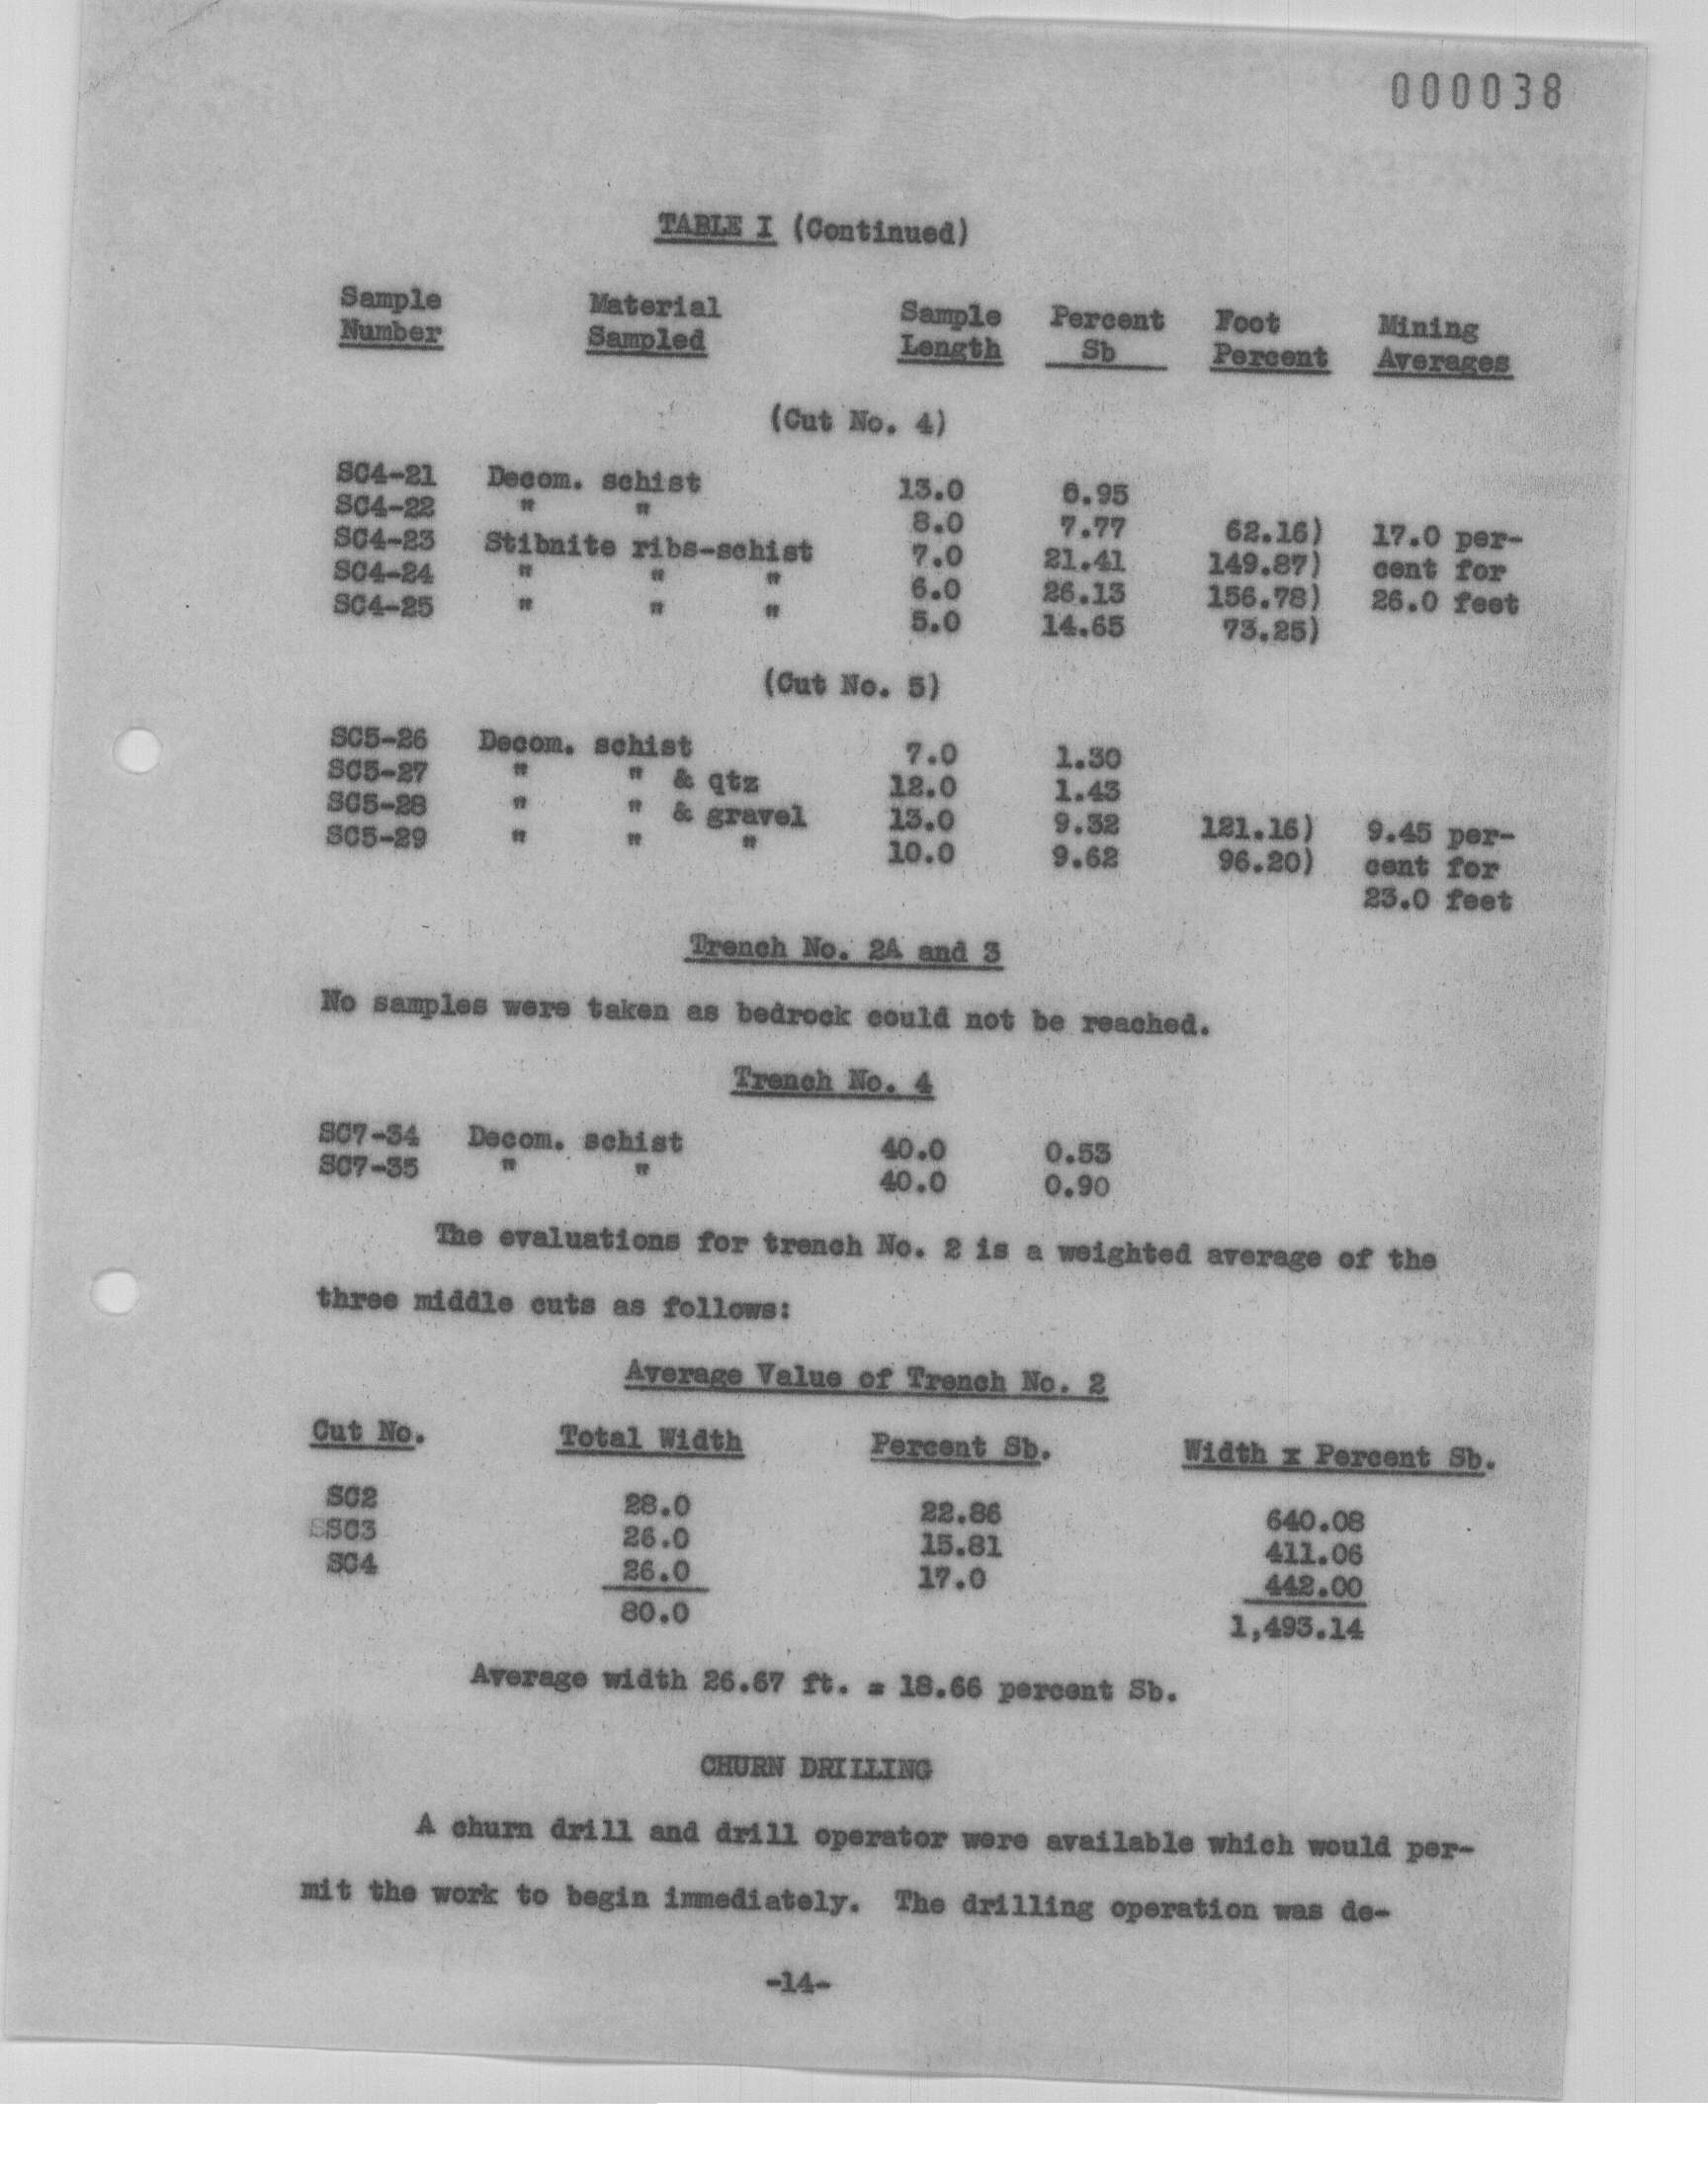 000038
TABLE I (Continued)
Sample Material Sample Percent Foot Mining
Number Sampled Length Sb Percent Averages
(Cut No. 4)
SC4-21 Decom. schist 13.0 0.95
SC4-22 " " 8.0 7.77 62.16) 17.0 per-
SC4-23 Stibnite ribs-schist 7.0 21.41 149.87) cent for
SC4-24 " " " 6.0 26.13 156.78) 26.0 feet
SC4-25 " " " 5.0 14.65 73.25)
(Cut No. 5)
SC5-26 Decom. schist 7.0 1.30
SC5-27 " " & qtz 12.0 1.43
SC5-28 " " & gravel 13.0 9.32 121.16) 9.45 per-
SC5-29 " " " 10.0 9.62 96.20) cent for
23.0 feet
Trench No. 2A and 3
No samples were taken as bedrock could not be reached.
Trench No. 4
SC7-34 Decom. schist 40.0 0.53
SC7-35 " " 40.0 0.90
The evaluations for trench No. 2 is a weighted average of the
three middle cuts as follows:
Average Value of Trench No. 2
Cut No. Total Width Percent Sb. Width x Percent Sb.
SC2 28.0 22.86 640.08
SSC3 26.0 15.81 411.06
SC4 26.0 17.0 442.00
80.0 1,493.14
Average width 26.67 ft. = 18.66 percent Sb.
CHURN DRILLING
A churn drill and drill operator were available which would per-
mit the work to begin immediately. The drilling operation was de-
-14-